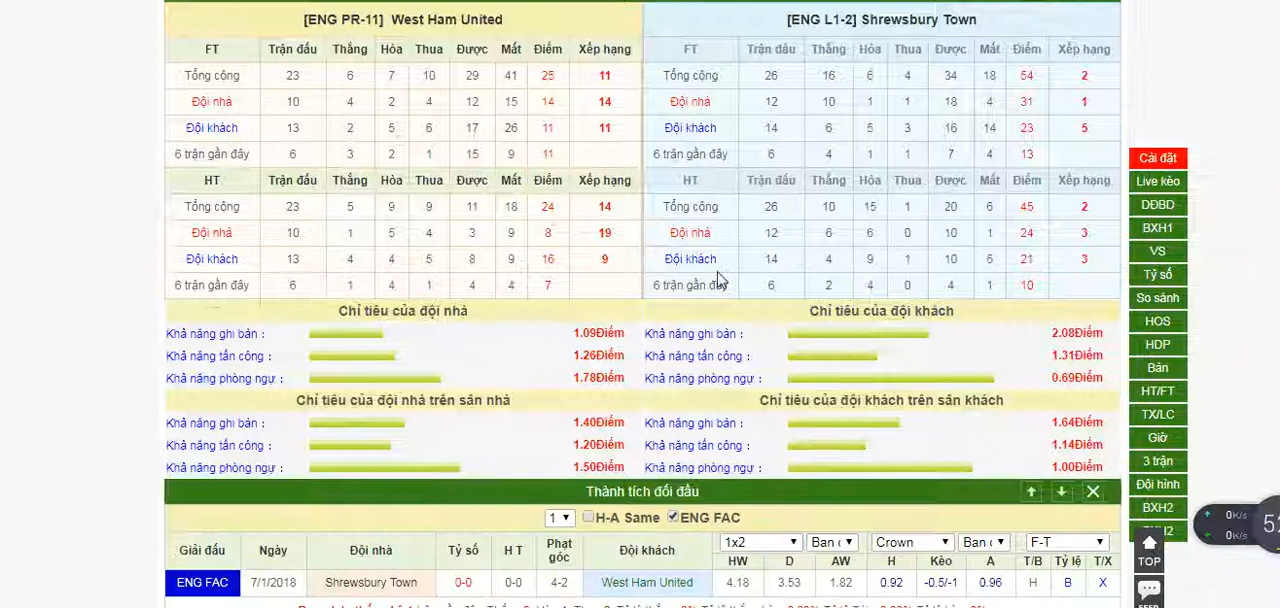 [ENG PR-11] West Ham United [ENG L1-2] Shrewsbury Town
FT Trận đấu Thắng Hòa Thua Được Mất Điểm Xếp hạng FT Trận đấu Thắng Hòa Thua Được Mất Điểm Xếp hạng
Tổng cộng 23 6 7 10 29 41 25 11 Tổng cộng 26 16 6 4 34 18 54 2
Đội nhà 10 4 2 4 12 15 14 14 Đội nhà 12 10 1 1 18 4 31 1
Đội khách 13 2 5 6 17 26 11 11 Đội khách 14 6 5 3 16 14 23 5
6 trận gần đây 6 3 2 1 15 9 11 6 trận gần đây 6 4 1 1 7 4 13
HT Trận đấu Thắng Hòa Thua Được Mất Điểm Xếp hạng HT Trận đấu Thắng Hòa Thua Được Mất Điểm Xếp hạng
Tổng cộng 23 5 9 9 11 18 24 14 Tổng cộng 26 10 15 1 20 6 45 2
Đội nhà 10 1 5 4 3 9 8 19 Đội nhà 12 6 6 0 10 1 24 3
Đội khách 13 4 4 5 8 9 16 9 Đội khách 14 4 9 1 10 5 21 3
6 trận gần đây 6 1 4 1 4 4 7 6 trận gần đây 6 2 4 0 4 1 10
Chỉ tiêu của đội nhà Chỉ tiêu của đội khách
Khả năng ghi bàn : 1.09Điểm Khả năng ghi bàn : 2.08Điểm
Khả năng tấn công : 1.26Điểm Khả năng tấn công : 1.31Điểm
Khả năng phòng ngự : 1.78Điểm Khả năng phòng ngự : 0.69Điểm
Chỉ tiêu của đội nhà trên sân nhà Chỉ tiêu của đội khách trên sân khách
Khả năng ghi bàn : 1.40Điểm Khả năng ghi bàn : 1.64Điểm
Khả năng tấn công : 1.20Điểm Khả năng tấn công : 1.14Điểm
Khả năng phòng ngự : 1.50Điểm Khả năng phòng ngự : 1.00Điểm
Thành tích đối đầu
1 H-A Same ENG FAC
Giải đấu Ngày Đội nhà Tỷ số H T Phạt góc Đội khách 1x2 Ban Crown Ban F-T
HW D AW H Kèo A T/B Tỷ lệ T/X
ENG FAC 7/1/2018 Shrewsbury Town 0-0 0-0 4-2 West Ham United 4.18 3.53 1.82 0.92 -0.5/-1 0.96 H B X
Cài đặt
Live kèo
DĐBD
BXH1
VS
Tỷ số
So sánh
HOS
HDP
Bán
HT/FT
TX/LC
Giờ
3 trận
Đội hình
BXH2
TOP
0K/s
0K/s